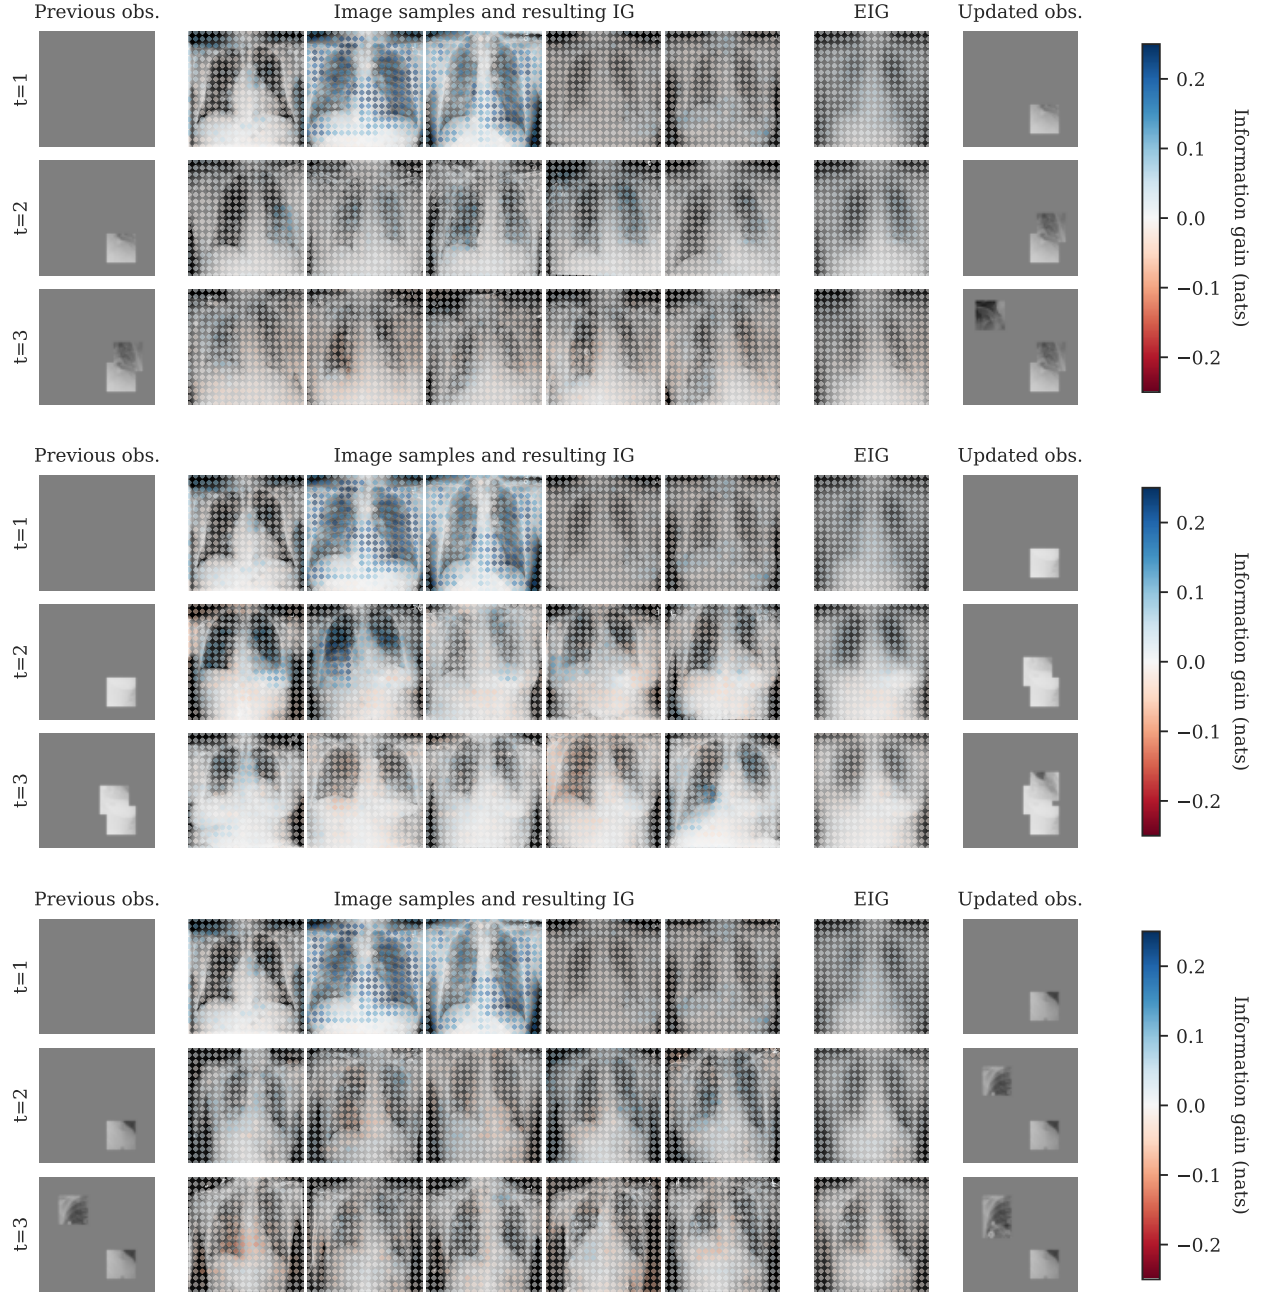 Previous obs. Image samples and resulting IG EIG Updated obs.
t=1
t=2
t=3
0.2
0.1
0.0
−0.1
−0.2
Information gain (nats)
Previous obs. Image samples and resulting IG EIG Updated obs.
t=1
t=2
t=3
0.2
0.1
0.0
−0.1
−0.2
Information gain (nats)
Previous obs. Image samples and resulting IG EIG Updated obs.
t=1
t=2
t=3
0.2
0.1
0.0
−0.1
−0.2
Information gain (nats)